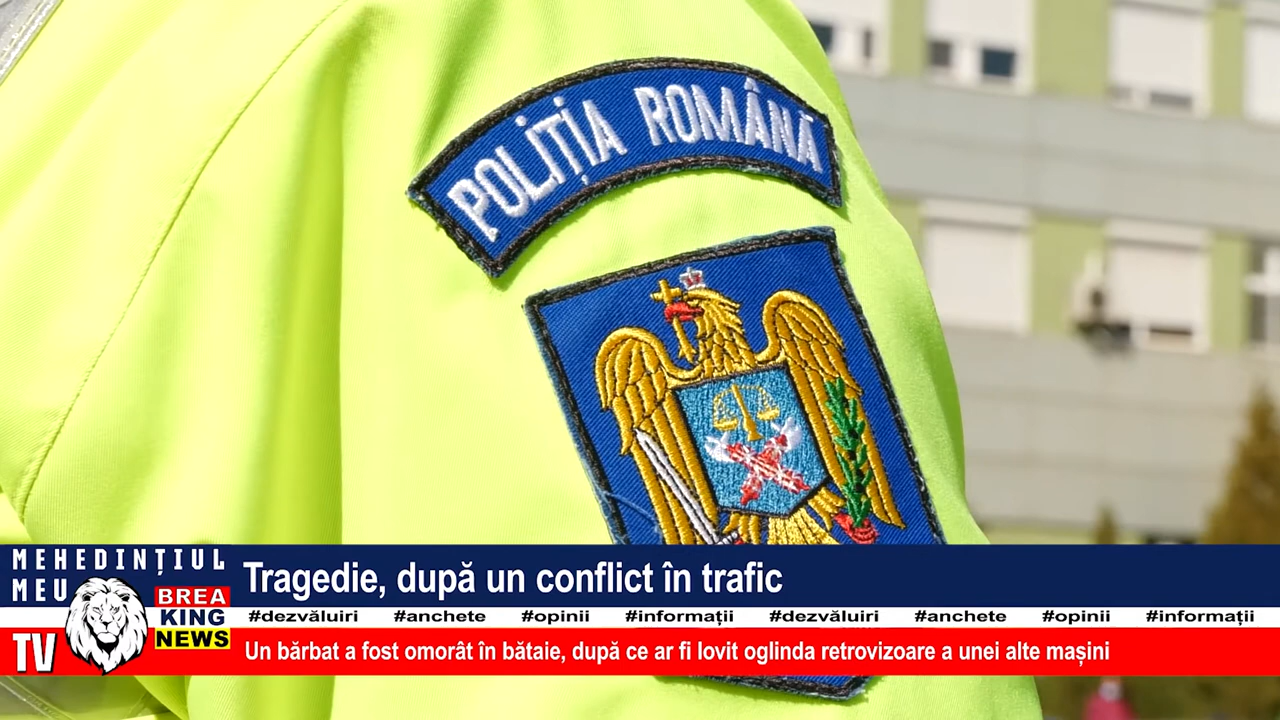 POLIȚIA ROMÂNĂ
MEHEDINȚIUL
MEU
TV
BREA
KING
NEWS
Tragedie, după un conflict în trafic
#dezvăluiri #anchete #opinii #informații #dezvăluiri #anchete #opinii #informații
Un bărbat a fost omorât în bătaie, după ce ar fi lovit oglinda retrovizoare a unei alte mașini